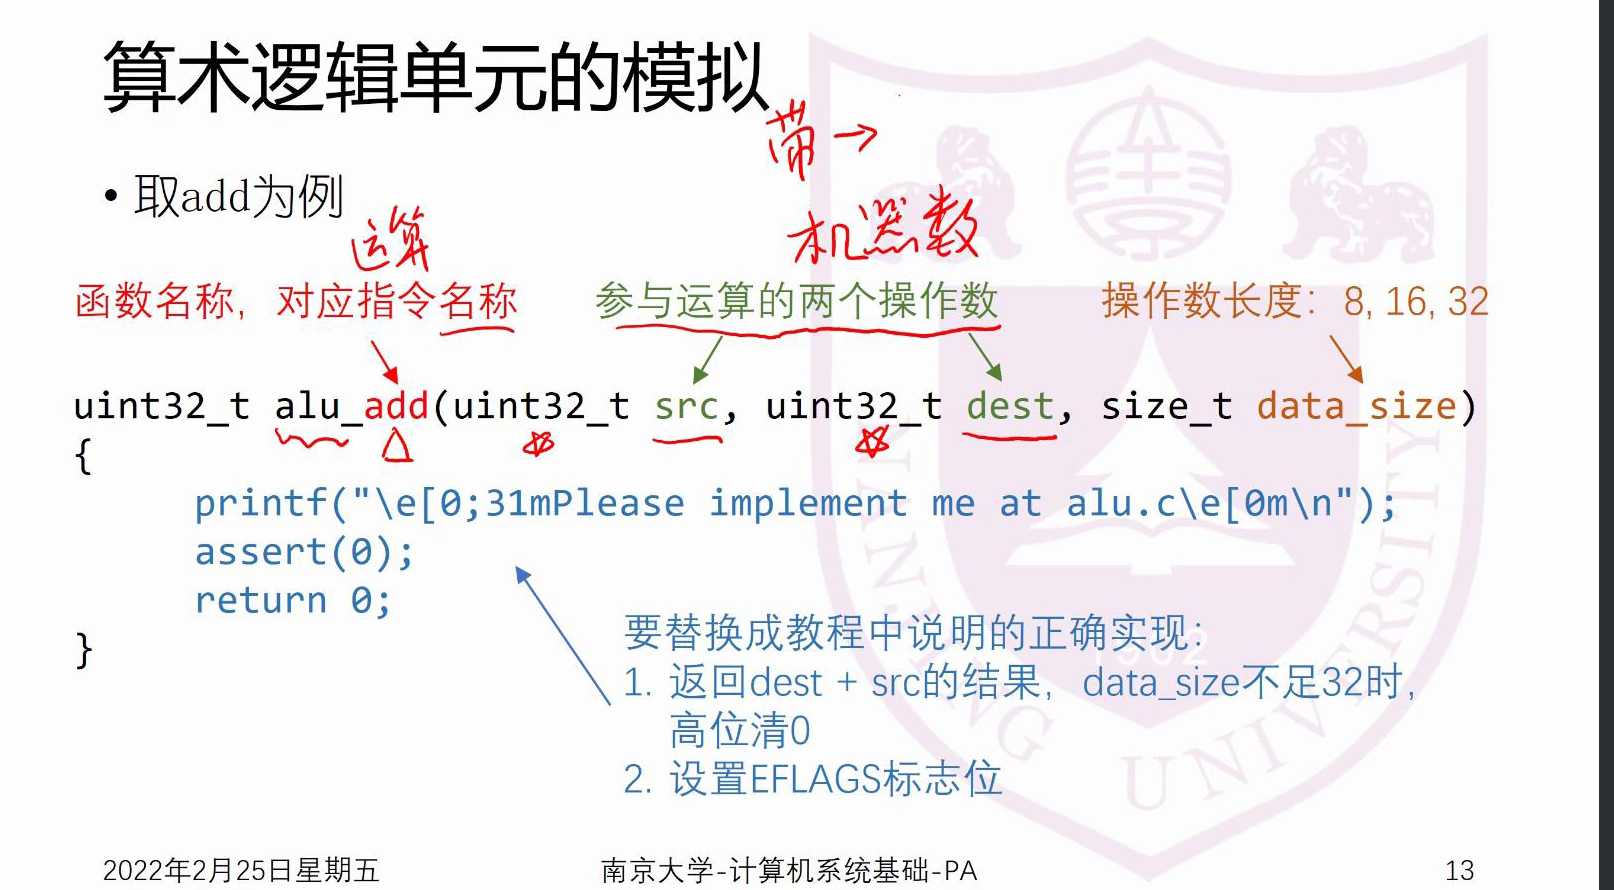 算术逻辑单元的模拟
带→
• 取add为例
运算
机器数
函数名称，对应指令名称
参与运算的两个操作数
操作数长度：8, 16, 32
uint32_t alu_add(uint32_t src, uint32_t dest, size_t data_size)
{
printf("\e[0;31mPlease implement me at alu.c\e[0m\n");
assert(0);
return 0;
}
要替换成教程中说明的正确实现：
1. 返回dest + src的结果，data_size不足32时，
高位清0
2. 设置EFLAGS标志位
1902
NANJING UNIVERSITY
2022年2月25日星期五
南京大学-计算机系统基础-PA
13